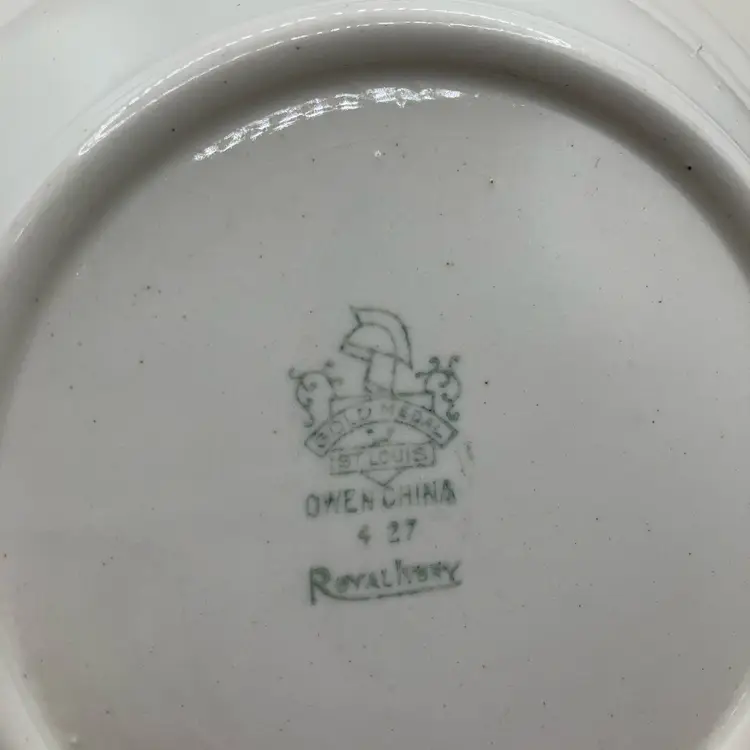 GOLD MEDAL
ST LOUIS
OWEN CHINA
4 27
ROYAL IVORY